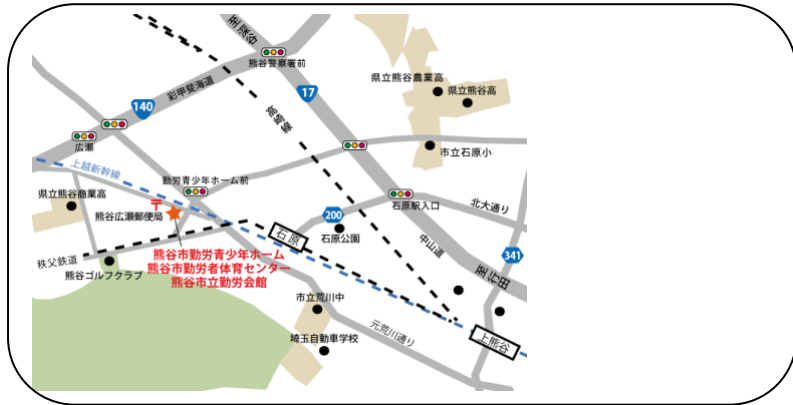 至深谷
熊谷警察署前
県立熊谷農業高
県立熊谷高
彩甲斐海道
17
140
高崎線
広瀬
市立石原小
上越新幹線
勤労青少年ホーム前
県立熊谷商業高
〒
熊谷広瀬郵便局
石原駅入口
北大通り
200
石原
石原公園
中山道
341
至行田
秩父鉄道
熊谷ゴルフクラブ
熊谷市勤労青少年ホーム
熊谷市勤労者体育センター
熊谷市立勤労会館
市立荒川中
元荒川通り
埼玉自動車学校
上熊谷